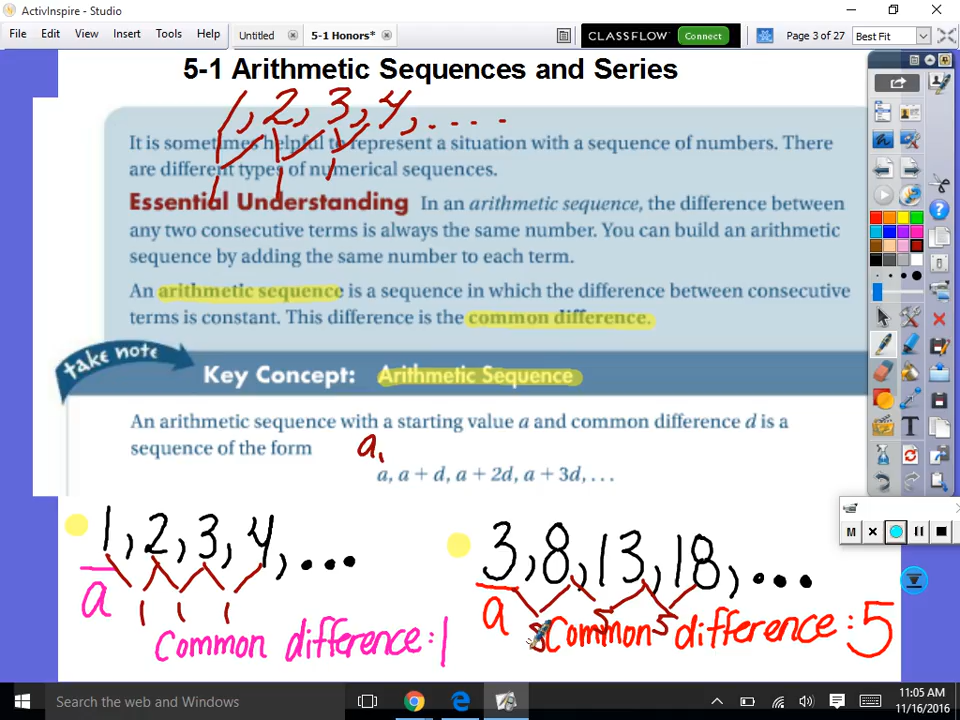 ActivInspire - Studio
File Edit View Insert Tools Help Untitled 5-1 Honors* CLASSFLOW Connect Page 3 of 27 Best Fit
5-1 Arithmetic Sequences and Series
1, 2, 3, 4, ....
It is sometimes helpful to represent a situation with a sequence of numbers. There
are different types of numerical sequences.
1 1 1
Essential Understanding In an arithmetic sequence, the difference between
any two consecutive terms is always the same number. You can build an arithmetic
sequence by adding the same number to each term.
An arithmetic sequence is a sequence in which the difference between consecutive
terms is constant. This difference is the common difference.
take note
Key Concept: Arithmetic Sequence
An arithmetic sequence with a starting value a and common difference d is a
sequence of the form
a,
a, a + d, a + 2d, a + 3d, . . .
1, 2, 3, 4, ...
a
1 1 1
Common difference: 1
3, 8, 13, 18, ...
a
5 5 5
Common difference: 5
M
Search the web and Windows
11:05 AM
11/16/2016